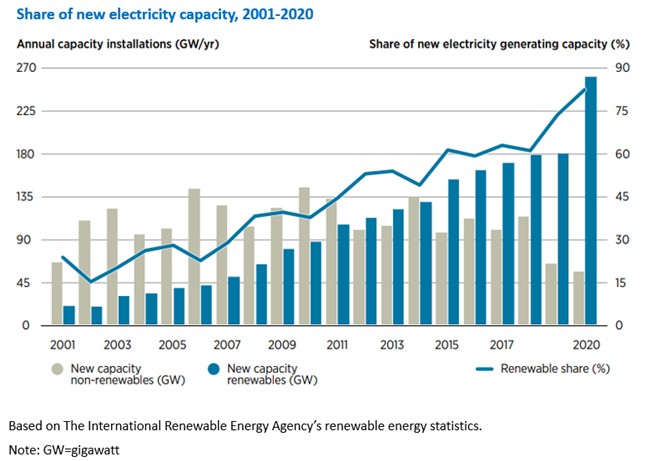 Share of new electricity capacity, 2001-2020
Annual capacity installations (GW/yr) Share of new electricity generating capacity (%)
270 90
225 75
180 60
135 45
90 30
45 15
0 0
2001 2003 2005 2007 2009 2011 2013 2015 2017 2020
New capacity non-renewables (GW)
New capacity renewables (GW)
Renewable share (%)
Based on The International Renewable Energy Agency's renewable energy statistics.
Note: GW=gigawatt